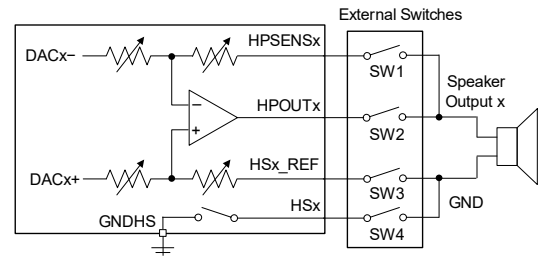 External Switches
HPSENSx
DACx−
SW1
Speaker
Output x
−
HPOUTx
+
SW2
HSx_REF
DACx+
SW3
GND
HSx
GNDHS
SW4